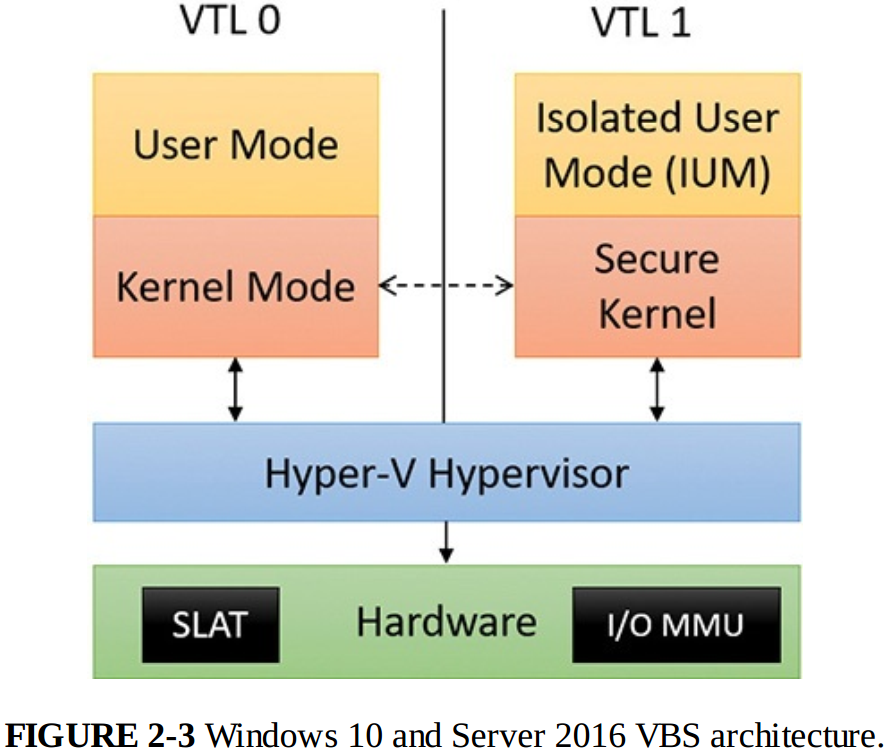 VTL 0
VTL 1
User Mode
Isolated User
Mode (IUM)
Kernel Mode
Secure
Kernel
Hyper-V Hypervisor
SLAT
Hardware
I/O MMU
FIGURE 2-3 Windows 10 and Server 2016 VBS architecture.